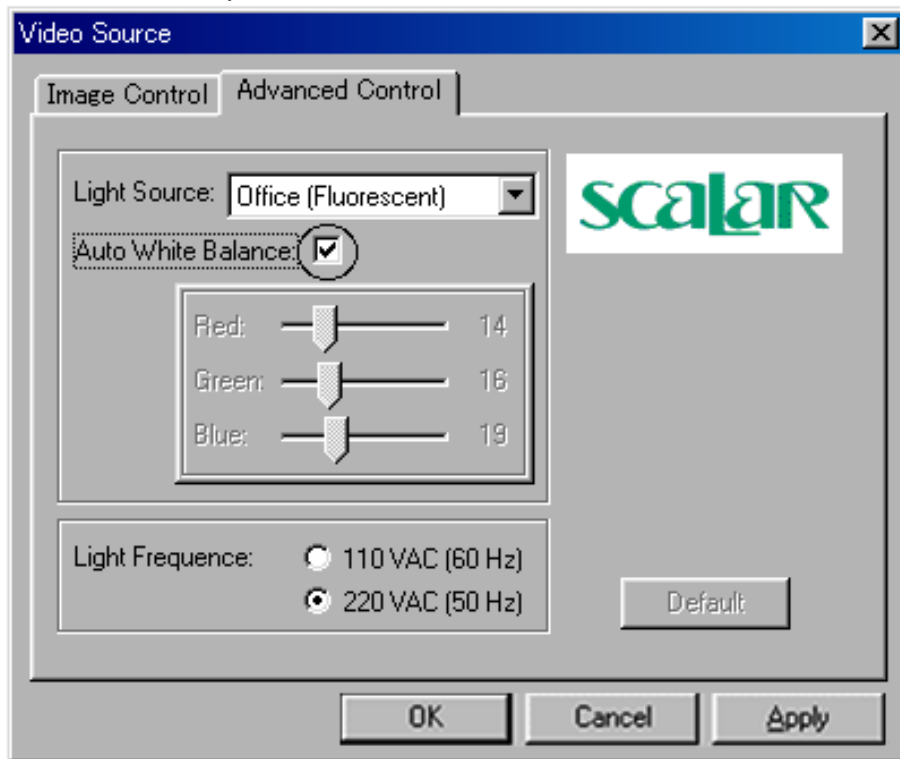 Video Source
Image Control Advanced Control
Light Source: Office (Fluorescent)
scalar
Auto White Balance:
Red: 14
Green: 16
Blue: 19
Light Frequence: 110 VAC (60 Hz)
220 VAC (50 Hz)
Default
OK Cancel Apply